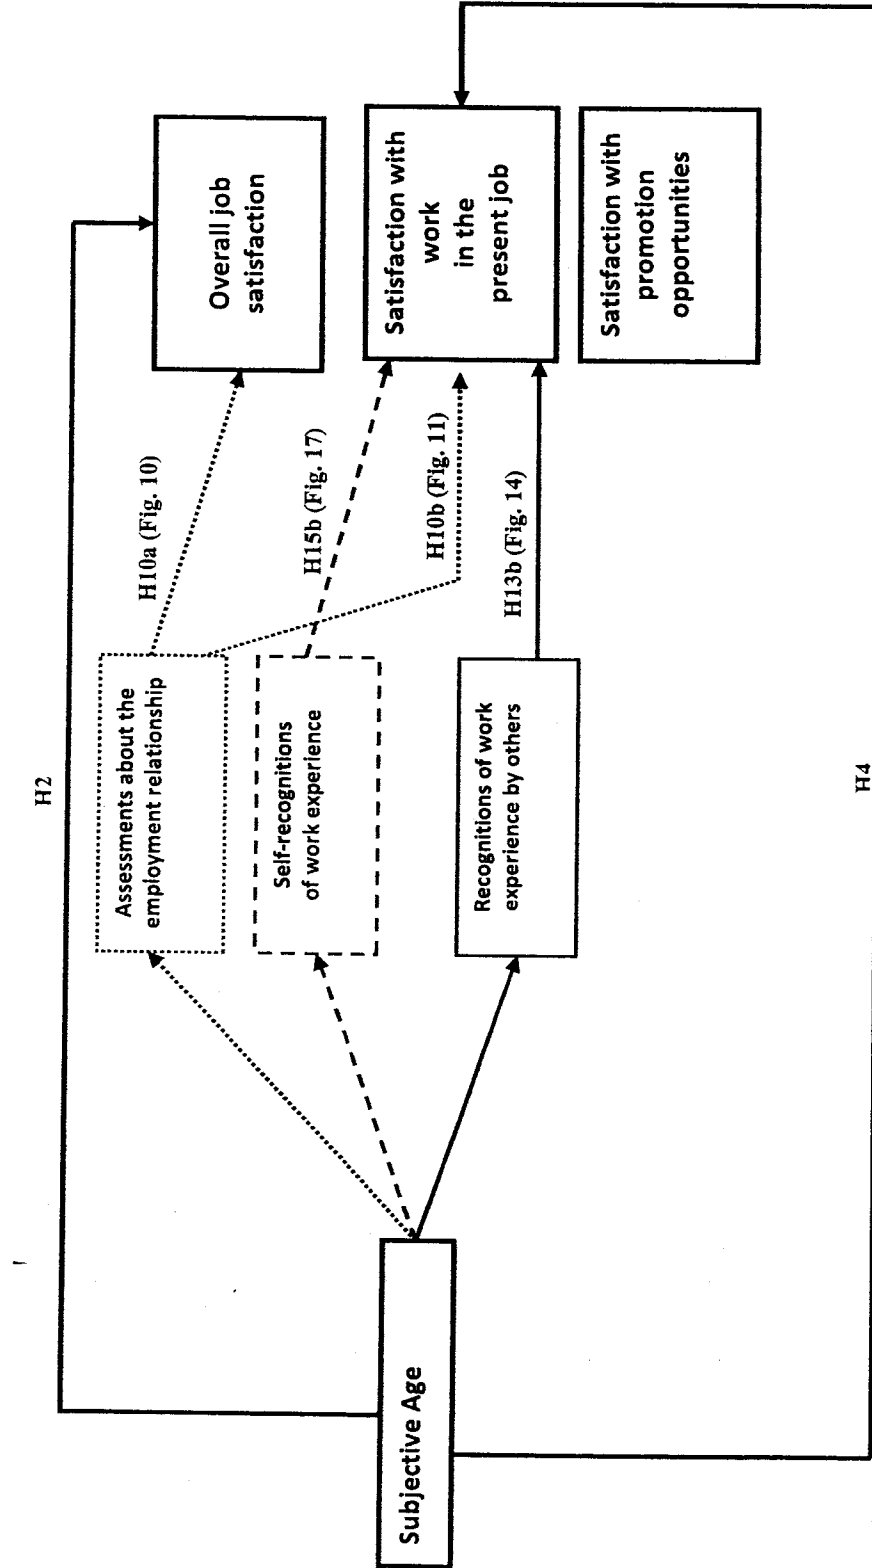 H2
Assessments about the
employment relationship
H10a (Fig. 10)
Overall job
satisfaction
Self-recognitions
of work experience
H15b (Fig. 17)
Satisfaction with
work
in the
present job
H10b (Fig. 11)
Subjective Age
Recognitions of work
experience by others
H13b (Fig. 14)
Satisfaction with
promotion
opportunities
H4